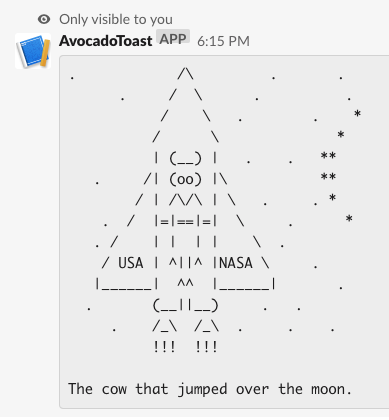 Only visible to you
AvocadoToast APP 6:15 PM
.            /\         .       .
      .     /  \      .          .
           /    \   .        .    *
          /      \              *
          | (__) |   .    .   **
   .     /| (oo) |\           **
        / | /\/\ | \   .     . *
    .  /  |=|==|=|  \     .      *
   . /    | |  | |    \  .
    / USA | ^||^ |NASA \     .
   |______|  ^^  |______|       .
  .       (__||__)     .   .
     .    /_\  /_\  .     .    .
          !!!  !!!
The cow that jumped over the moon.